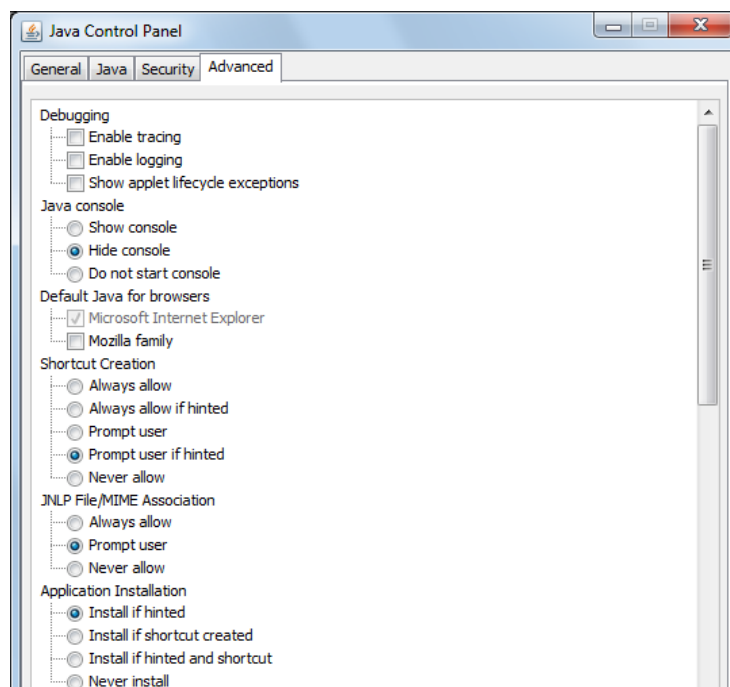 Java Control Panel
General Java Security Advanced
Debugging
Enable tracing
Enable logging
Show applet lifecycle exceptions
Java console
Show console
Hide console
Do not start console
Default Java for browsers
Microsoft Internet Explorer
Mozilla family
Shortcut Creation
Always allow
Always allow if hinted
Prompt user
Prompt user if hinted
Never allow
JNLP File/MIME Association
Always allow
Prompt user
Never allow
Application Installation
Install if hinted
Install if shortcut created
Install if hinted and shortcut
Never install